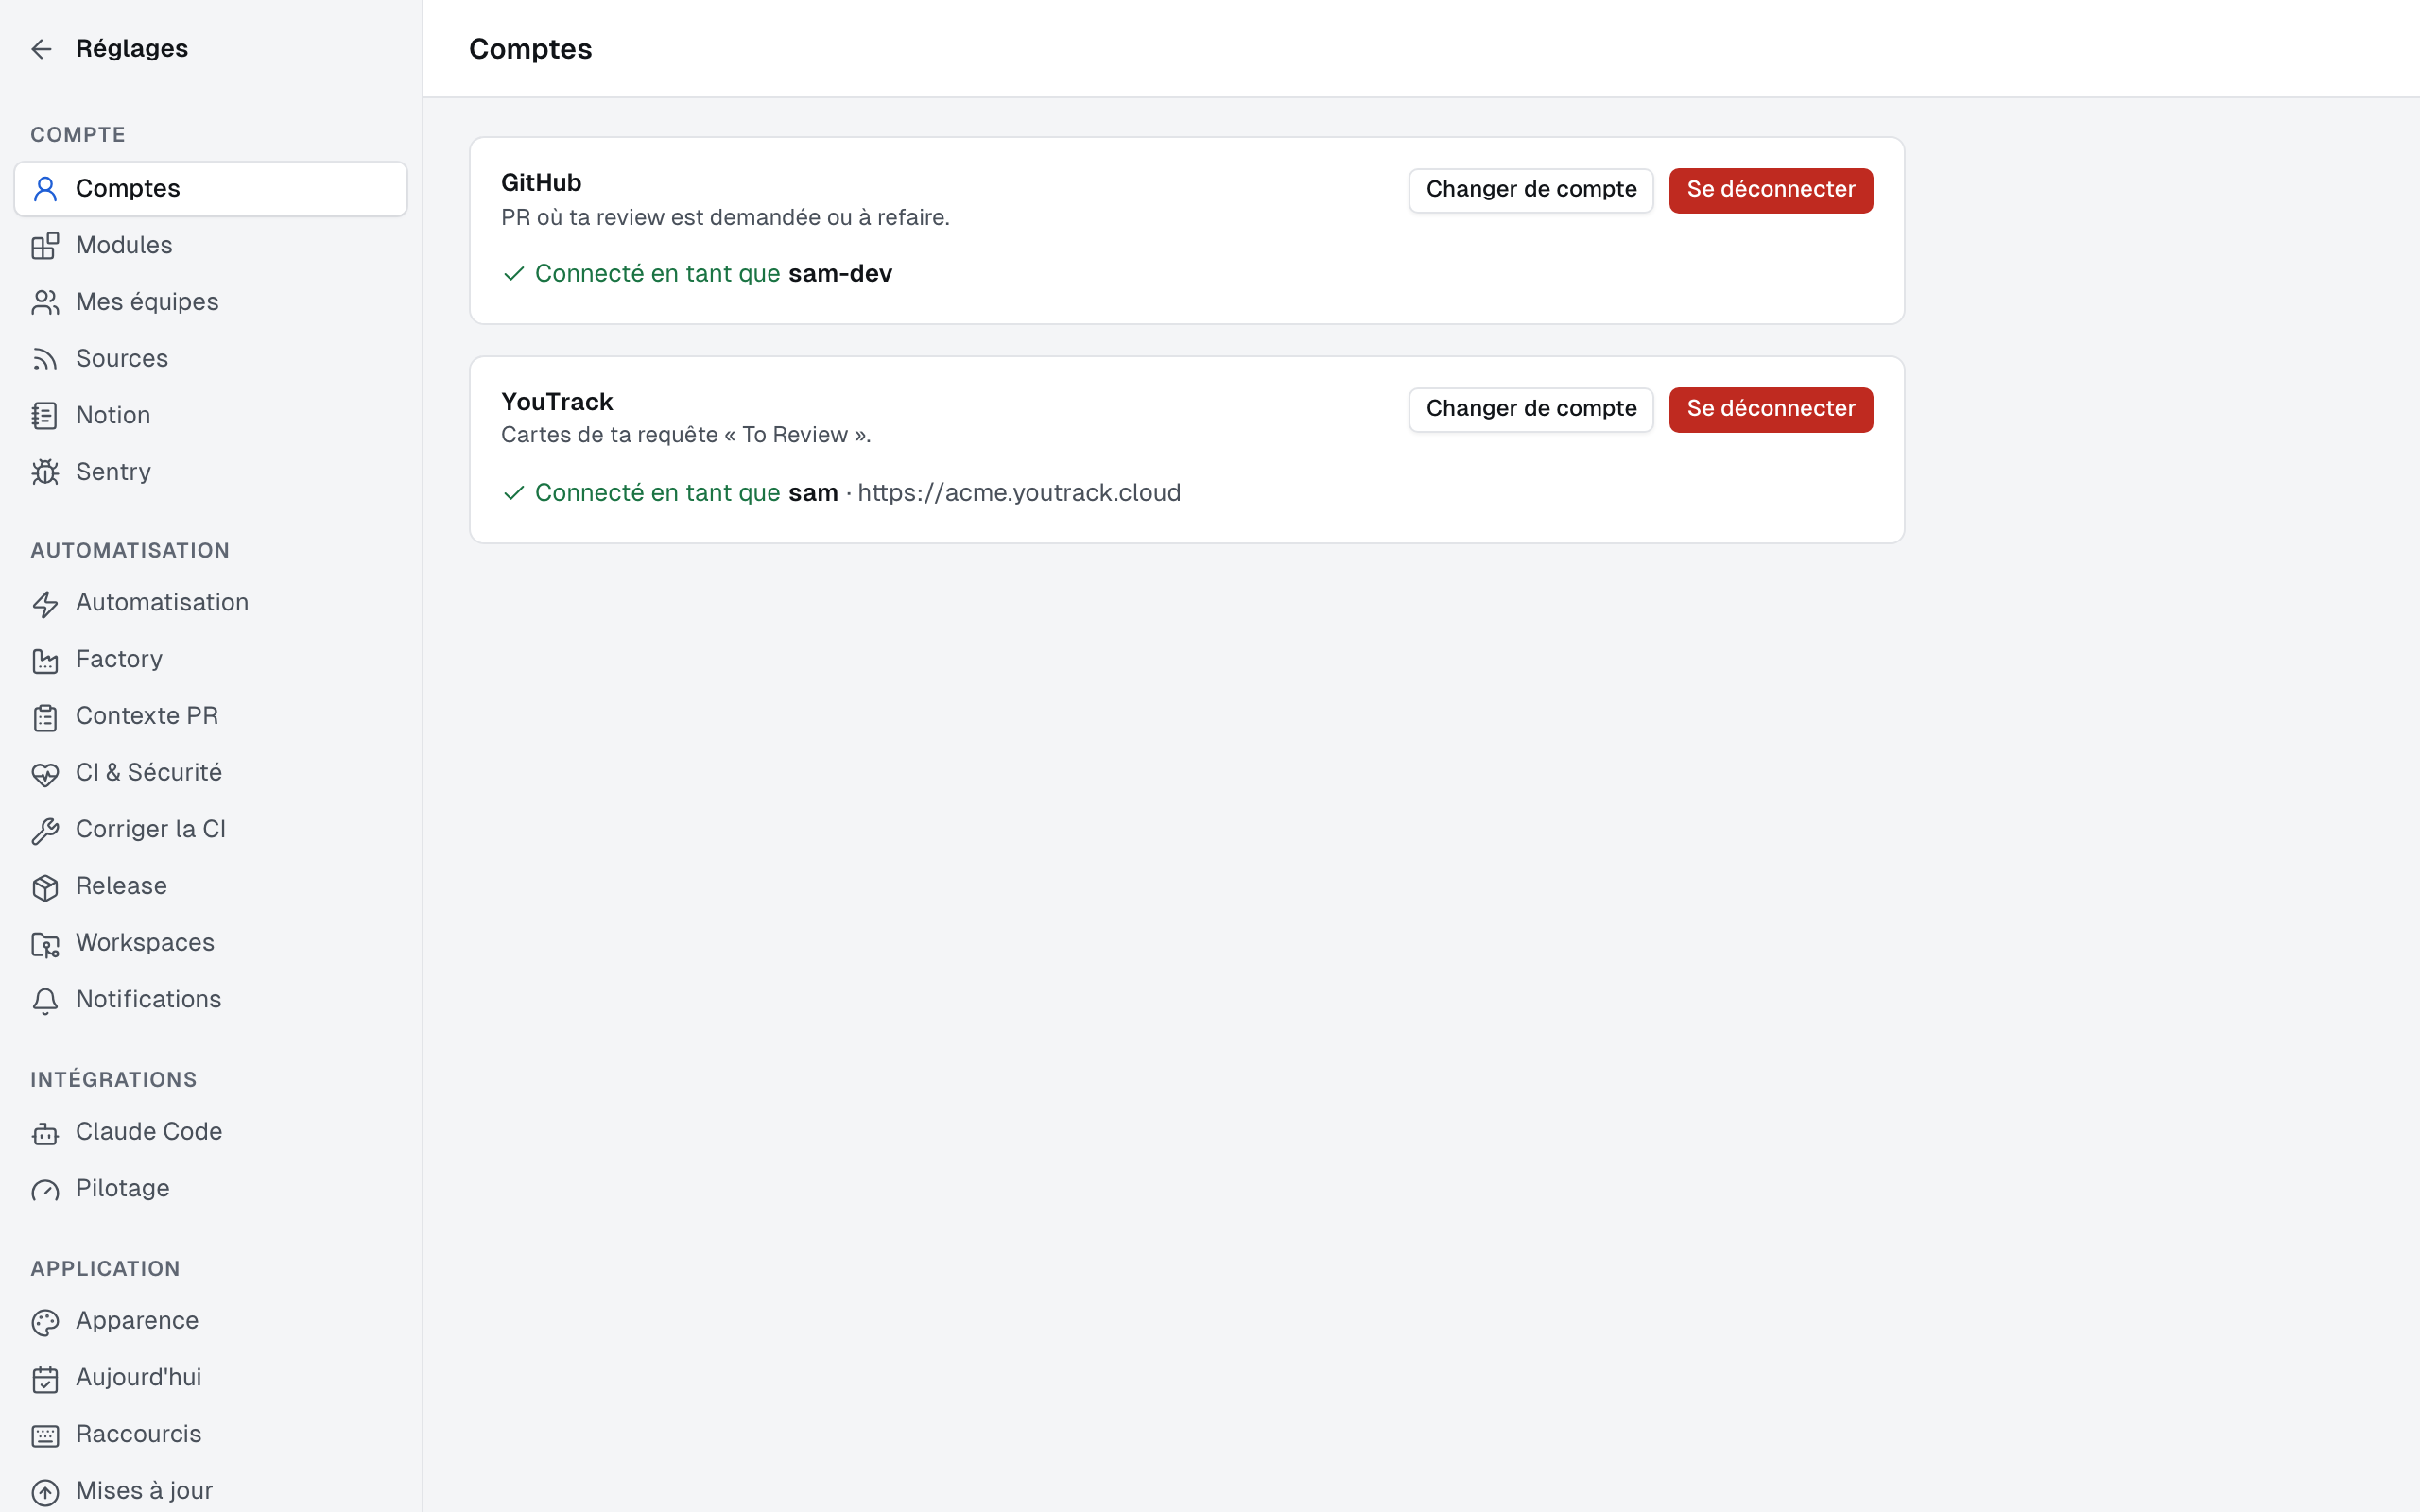 Réglages
COMPTE
Comptes
Modules
Mes équipes
Sources
Notion
Sentry
AUTOMATISATION
Automatisation
Factory
Contexte PR
CI & Sécurité
Corriger la CI
Release
Workspaces
Notifications
INTÉGRATIONS
Claude Code
Pilotage
APPLICATION
Apparence
Aujourd'hui
Raccourcis
Mises à jour
Comptes
GitHub
PR où ta review est demandée ou à refaire.
Changer de compte
Se déconnecter
Connecté en tant que sam-dev
YouTrack
Cartes de ta requête « To Review ».
Changer de compte
Se déconnecter
Connecté en tant que sam · https://acme.youtrack.cloud